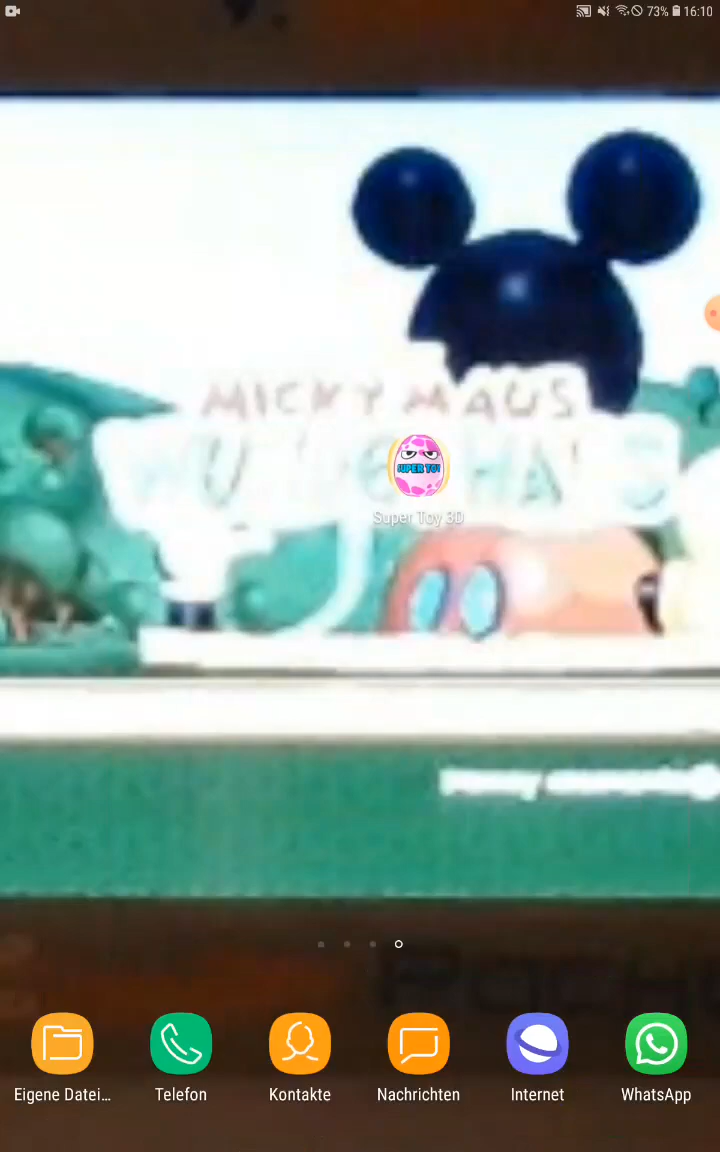 73% 16:10
MICKY MAUS
SUPER TOY
Super Toy 3D
Eigene Datei...
Telefon
Kontakte
Nachrichten
Internet
WhatsApp